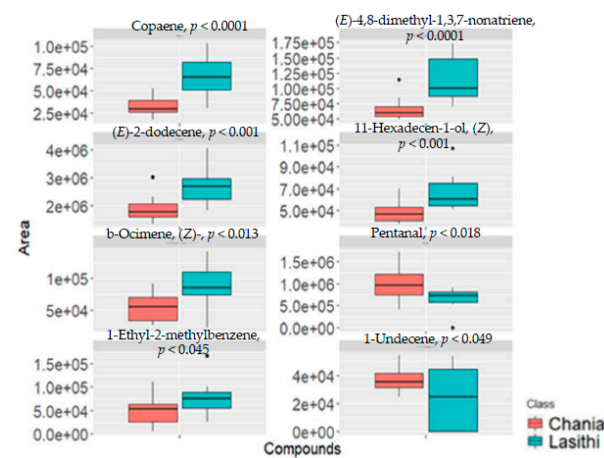 Copaene, p < 0.0001
(E)-4,8-dimethyl-1,3,7-nonatriene,
p < 0.0001
1.0e+05
7.5e+04
5.0e+04
2.5e+04
1.75e+05
1.50e+05
1.25e+05
1.00e+05
7.50e+04
5.00e+04
(E)-2-dodecene, p < 0.001
11-Hexadecen-1-ol, (Z),
p < 0.001
4e+06
3e+06
2e+06
1.1e+05
9.0e+04
7.0e+04
5.0e+04
b-Ocimene, (Z)-, p < 0.013
Pentanal, p < 0.018
1e+05
5e+04
1.5e+06
1.0e+06
5.0e+05
0.0e+00
1-Ethyl-2-methylbenzene,
p < 0.045
1-Undecene, p < 0.049
1.5e+05
1.0e+05
5.0e+04
0.0e+00
4e+04
2e+04
0e+00
Area
Compounds
Class
Chania
Lasithi